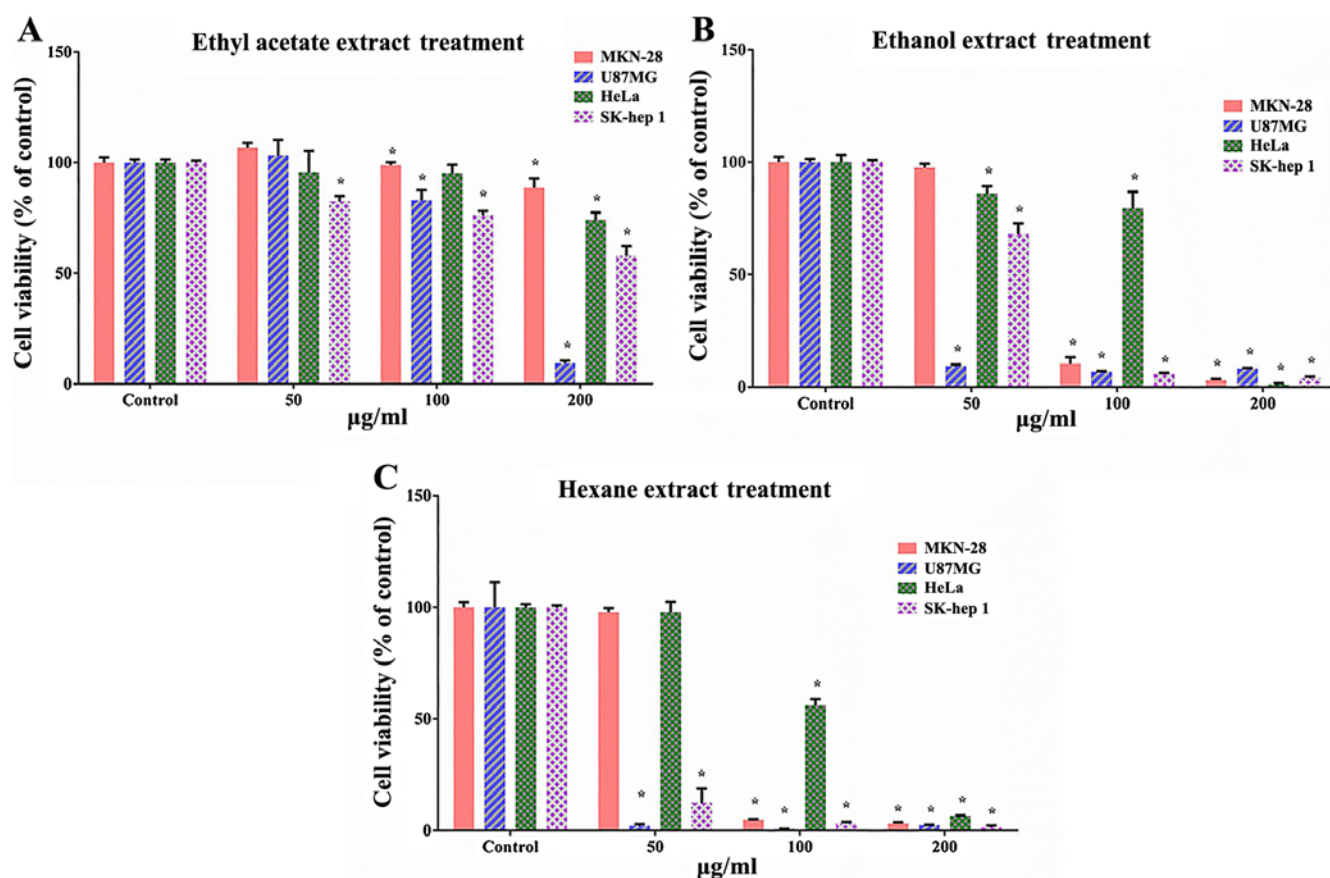 A
Ethyl acetate extract treatment
Cell viability (% of control)
150
100
50
0
MKN-28
U87MG
HeLa
SK-hep 1
* * * * * * * * *
Control 50 100 200
µg/ml
B
Ethanol extract treatment
Cell viability (% of control)
150
100
50
0
MKN-28
U87MG
HeLa
SK-hep 1
* * * * * * * * * * *
Control 50 100 200
µg/ml
C
Hexane extract treatment
Cell viability (% of control)
150
100
50
0
MKN-28
U87MG
HeLa
SK-hep 1
* * * * * * * * * *
Control 50 100 200
µg/ml